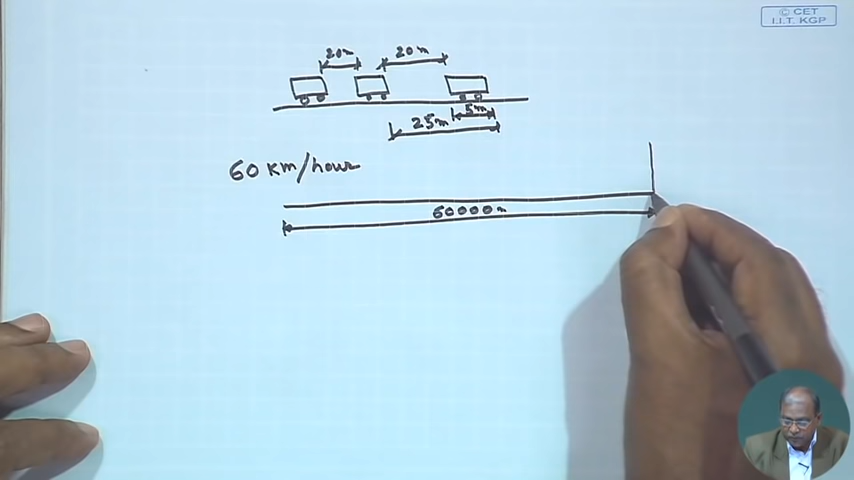 © CET
I.I.T. KGP
20m 20m
5m
25m
60 Km/hour
60000m